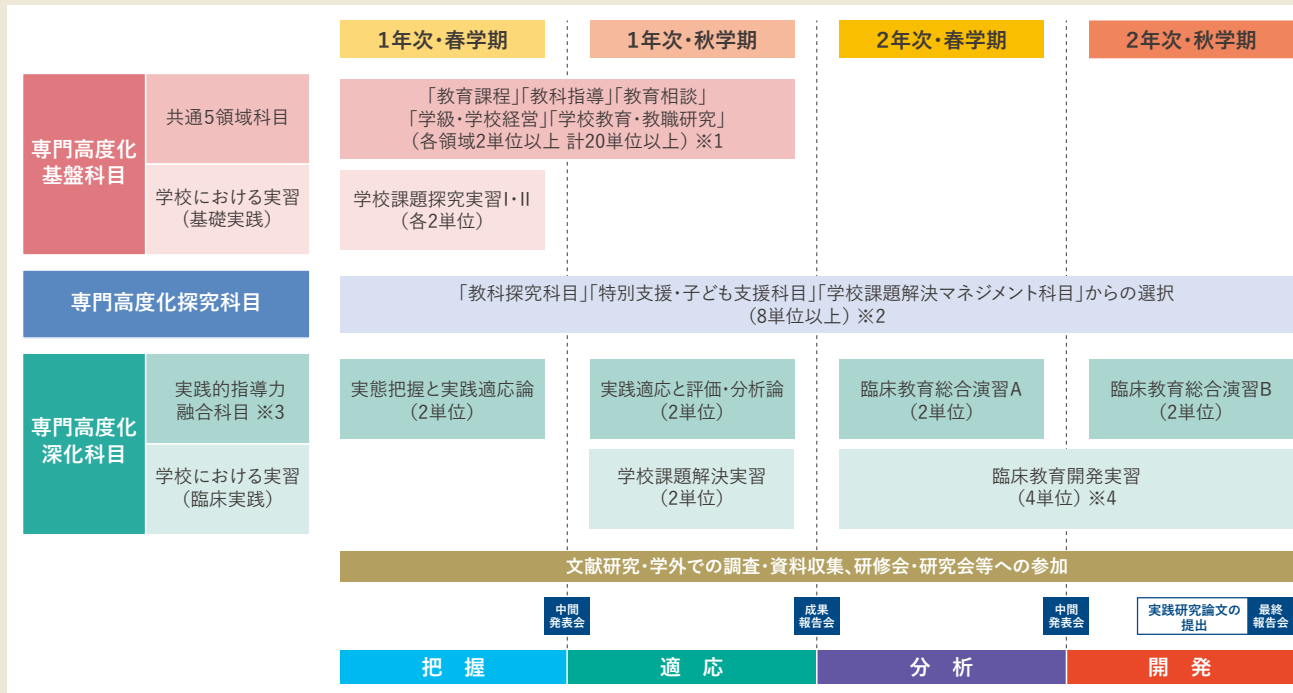 1年次・春学期
1年次・秋学期
2年次・春学期
2年次・秋学期
専門高度化
基盤科目
共通5領域科目
「教育課程」「教科指導」「教育相談」
「学級・学校経営」「学校教育・教職研究」
（各領域2単位以上 計20単位以上）※1
学校における実習
（基礎実践）
学校課題探究実習I・II
（各2単位）
専門高度化探究科目
「教科探究科目」「特別支援・子ども支援科目」「学校課題解決マネジメント科目」からの選択
（8単位以上）※2
専門高度化
深化科目
実践的指導力
融合科目 ※3
実態把握と実践適応論
（2単位）
実践適応と評価・分析論
（2単位）
臨床教育総合演習A
（2単位）
臨床教育総合演習B
（2単位）
学校における実習
（臨床実践）
学校課題解決実習
（2単位）
臨床教育開発実習
（4単位）※4
文献研究・学外での調査・資料収集、研修会・研究会等への参加
中間
発表会
成果
報告会
中間
発表会
実践研究論文の
提出
最終
報告会
把 握
適 応
分 析
開 発